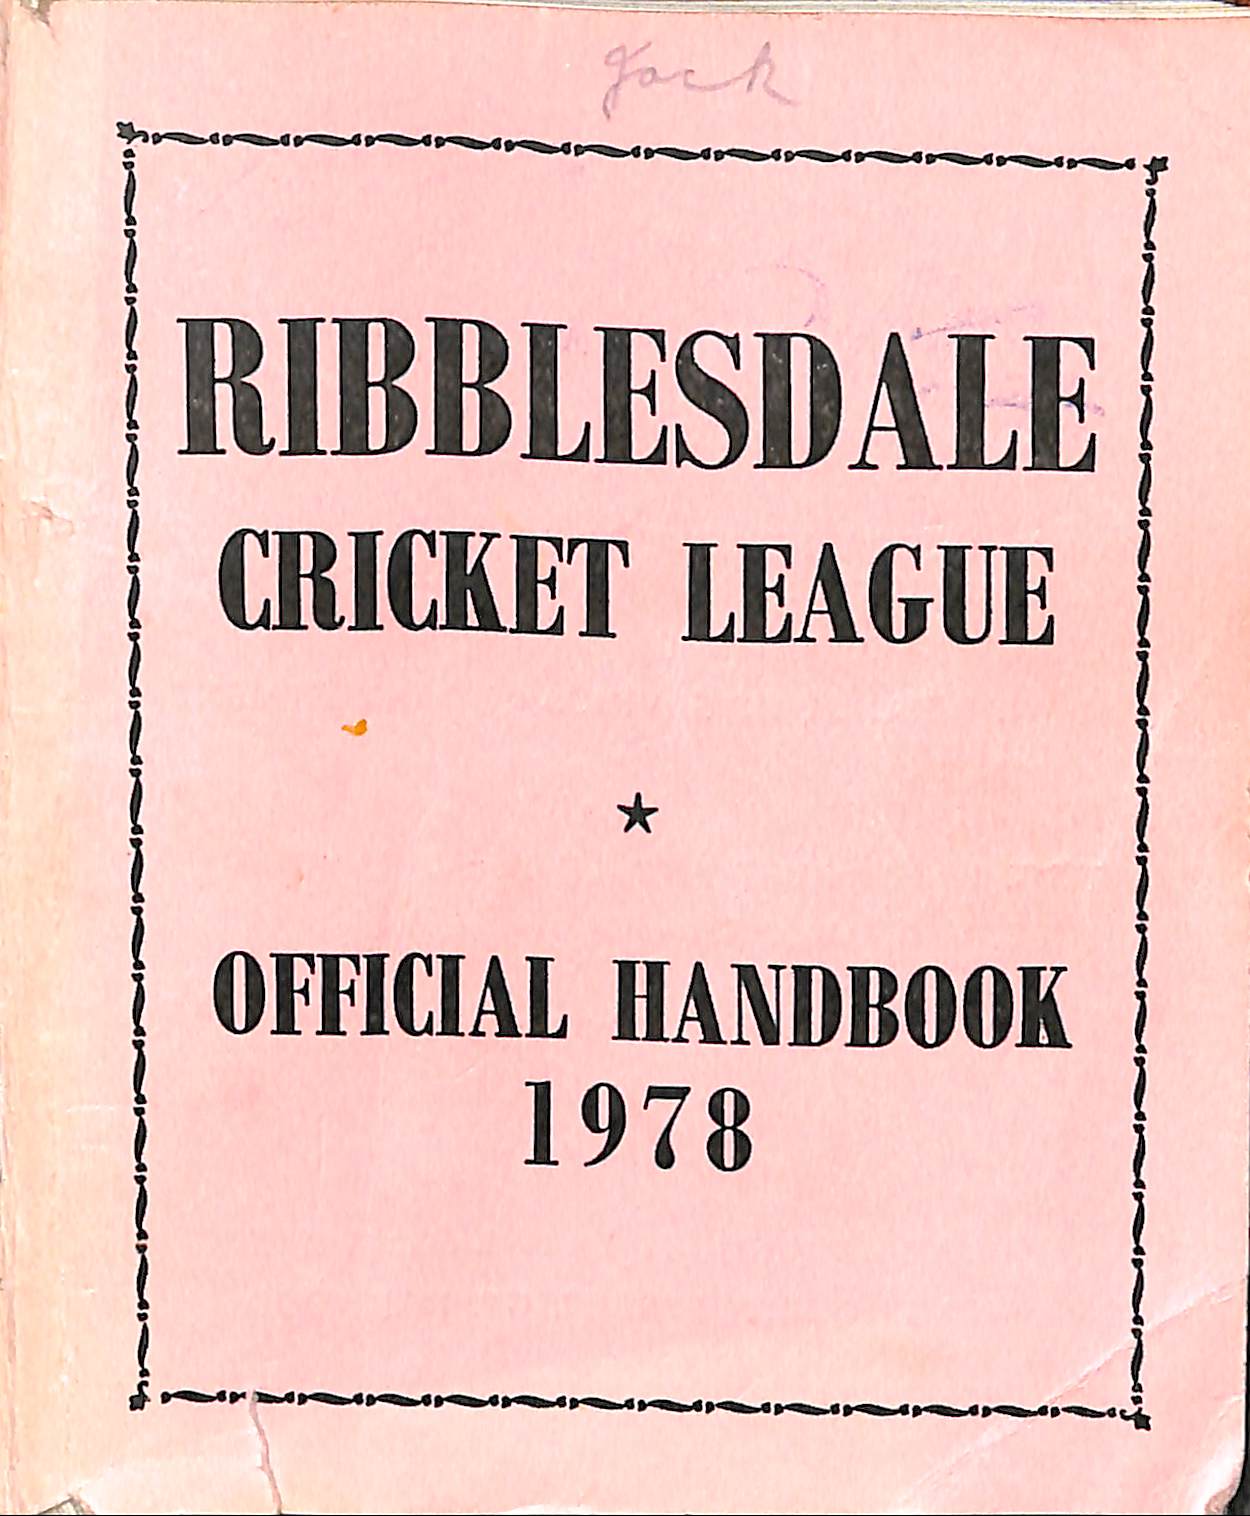 Jack
RIBBLESDALE
CRICKET LEAGUE
★
OFFICIAL HANDBOOK
1978